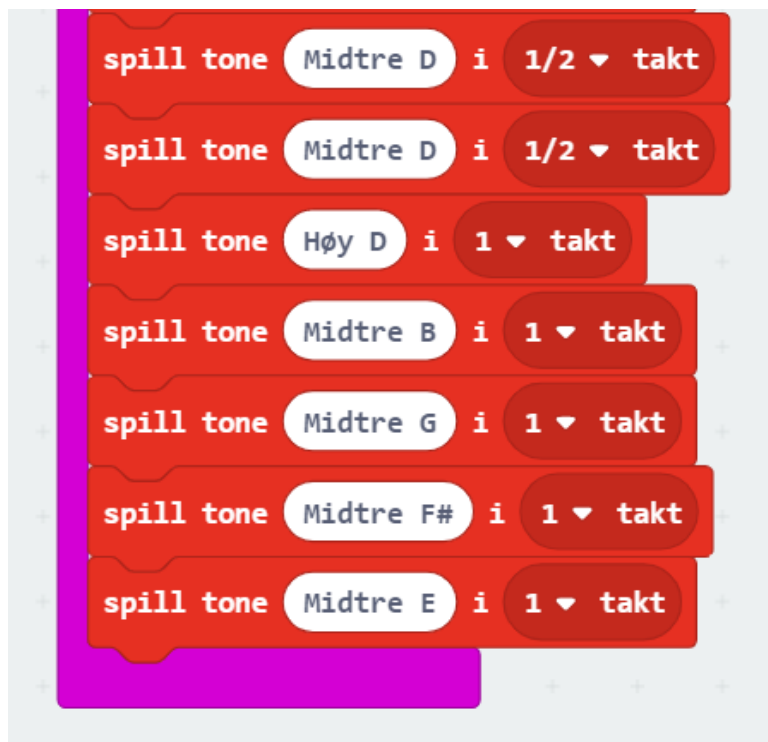 spill tone Midtre D i 1/2 takt
spill tone Midtre D i 1/2 takt
spill tone Høy D i 1 takt
spill tone Midtre B i 1 takt
spill tone Midtre G i 1 takt
spill tone Midtre F# i 1 takt
spill tone Midtre E i 1 takt